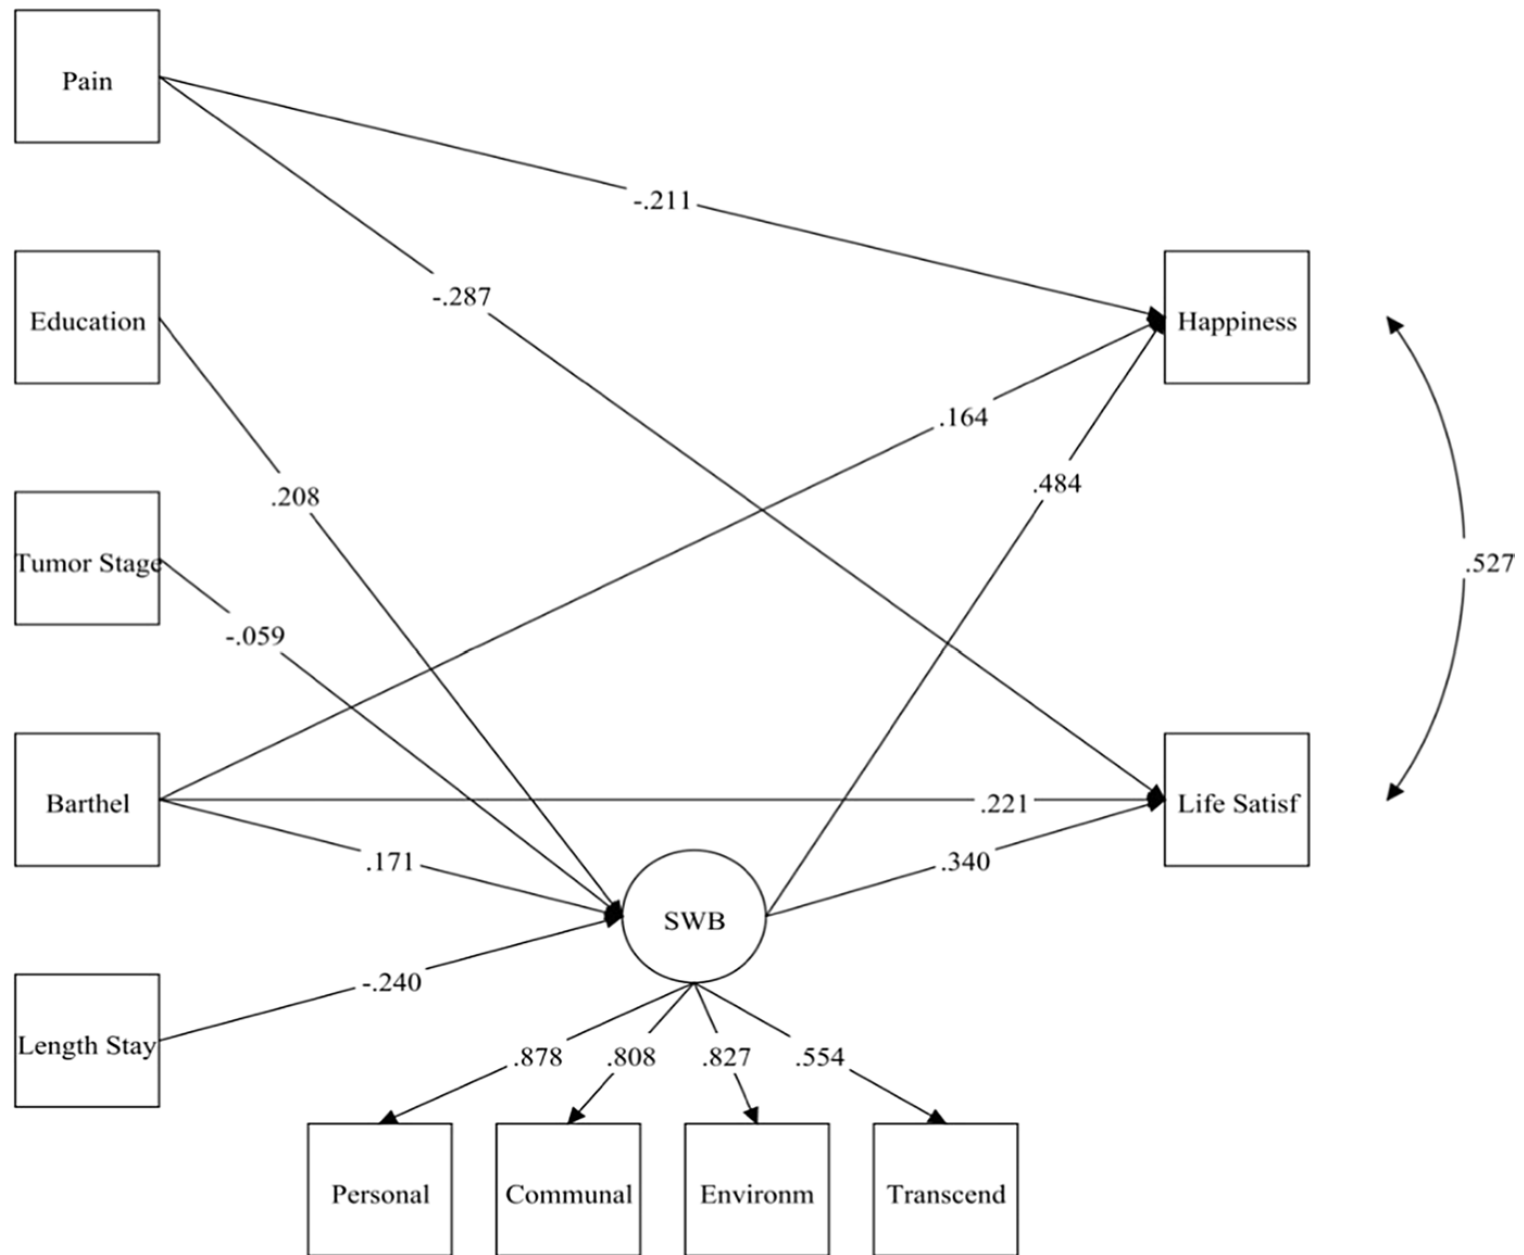 Pain
-.211
Education
-.287
Happiness
.164
.208
.484
Tumor Stage
.527
-.059
Barthel
.221
Life Satisf
.171
.340
SWB
-.240
Length Stay
.878
.808
.827
.554
Personal
Communal
Environm
Transcend